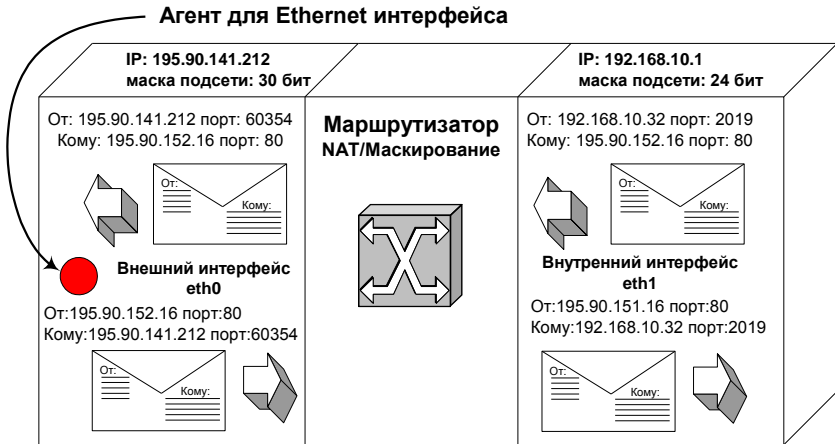 Агент для Ethernet интерфейса
IP: 195.90.141.212
маска подсети: 30 бит
IP: 192.168.10.1
маска подсети: 24 бит
От: 195.90.141.212 порт: 60354
Кому: 195.90.152.16 порт: 80
От:
Кому:
Внешний интерфейс
eth0
От:195.90.152.16 порт:80
Кому:195.90.141.212 порт:60354
От:
Кому:
Маршрутизатор
NAT/Маскирование
От: 192.168.10.32 порт: 2019
Кому: 195.90.152.16 порт: 80
От:
Кому:
Внутренний интерфейс
eth1
От:195.90.151.16 порт:80
Кому:192.168.10.32 порт:2019
От:
Кому: